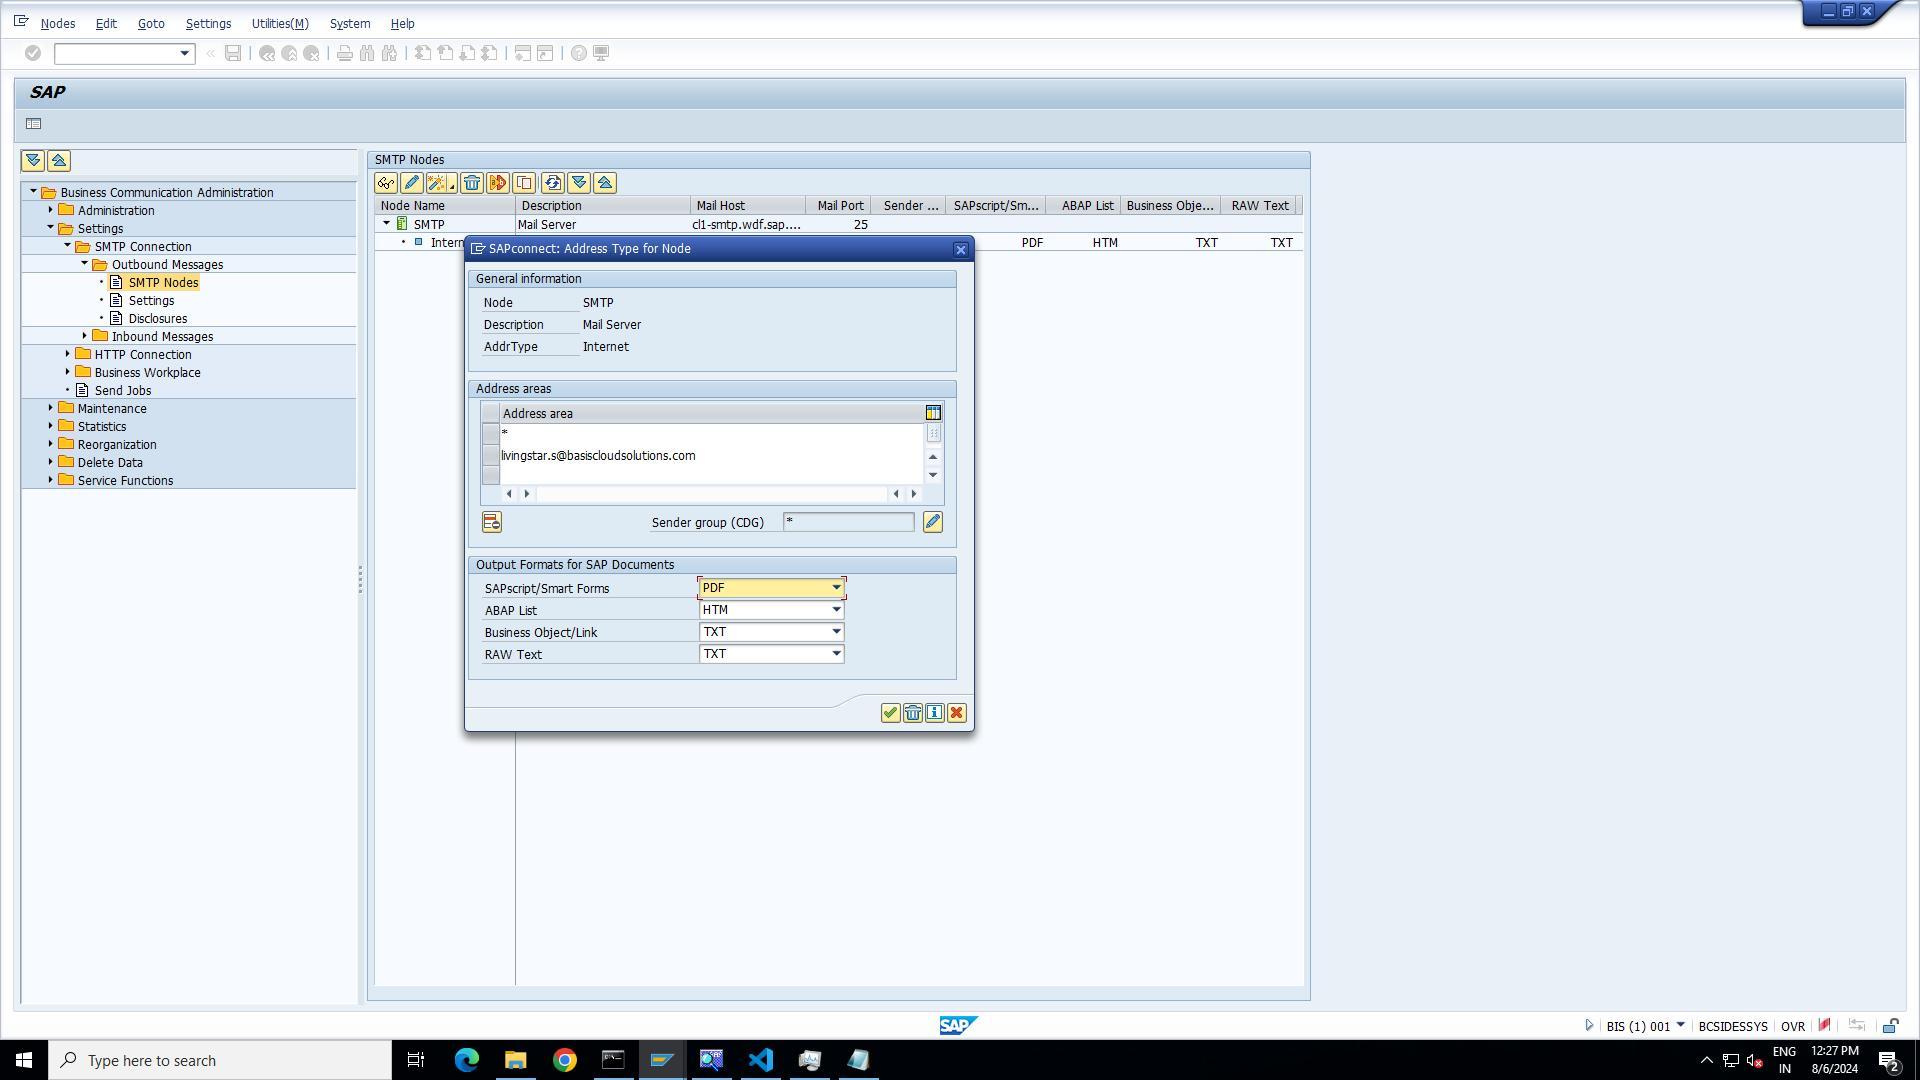 Nodes Edit Goto Settings Utilities(M) System Help
SAP
Business Communication Administration
Administration
Settings
SMTP Connection
Outbound Messages
SMTP Nodes
Settings
Disclosures
Inbound Messages
HTTP Connection
Business Workplace
Send Jobs
Maintenance
Statistics
Reorganization
Delete Data
Service Functions
SMTP Nodes
Node Name Description Mail Host Mail Port Sender ... SAPscript/Sm... ABAP List Business Obje... RAW Text
SMTP Mail Server cl1-smtp.wdf.sap.... 25
Intern PDF HTM TXT TXT
SAPconnect: Address Type for Node
General information
Node SMTP
Description Mail Server
AddrType Internet
Address areas
Address area
*
livingstar.s@basiscloudsolutions.com
Sender group (CDG) *
Output Formats for SAP Documents
SAPscript/Smart Forms PDF
ABAP List HTM
Business Object/Link TXT
RAW Text TXT
SAP
BIS (1) 001 BCSIDESSYS OVR
Type here to search
ENG
IN
12:27 PM
8/6/2024
2